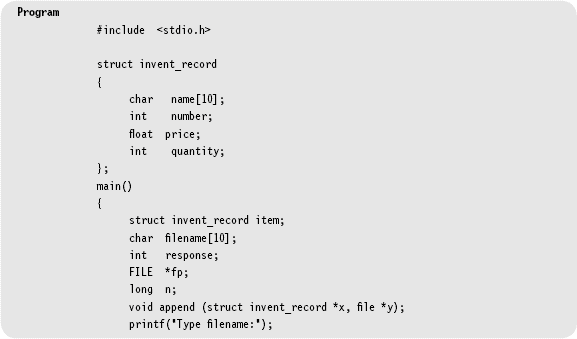 Program
#include <stdio.h>
struct invent_record
{
char name[10];
int number;
float price;
int quantity;
};
main()
{
struct invent_record item;
char filename[10];
int response;
FILE *fp;
long n;
void append (struct invent_record *x, file *y);
printf("Type filename:");